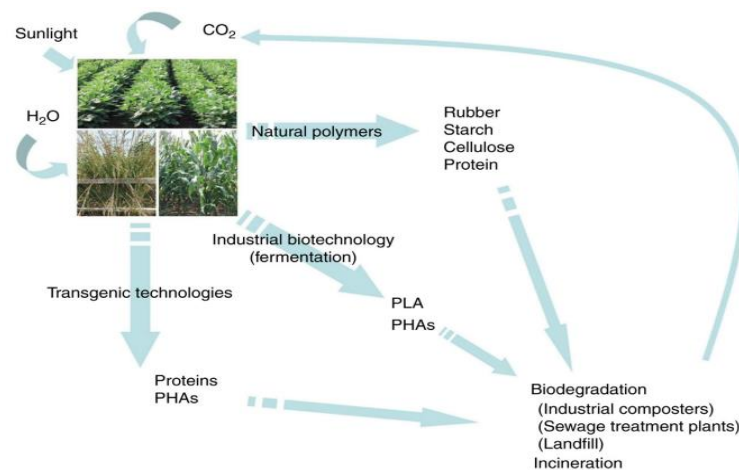 Sunlight
CO₂
H₂O
Natural polymers
Rubber
Starch
Cellulose
Protein
Industrial biotechnology
(fermentation)
Transgenic technologies
PLA
PHAs
Proteins
PHAs
Biodegradation
(Industrial composters)
(Sewage treatment plants)
(Landfill)
Incineration